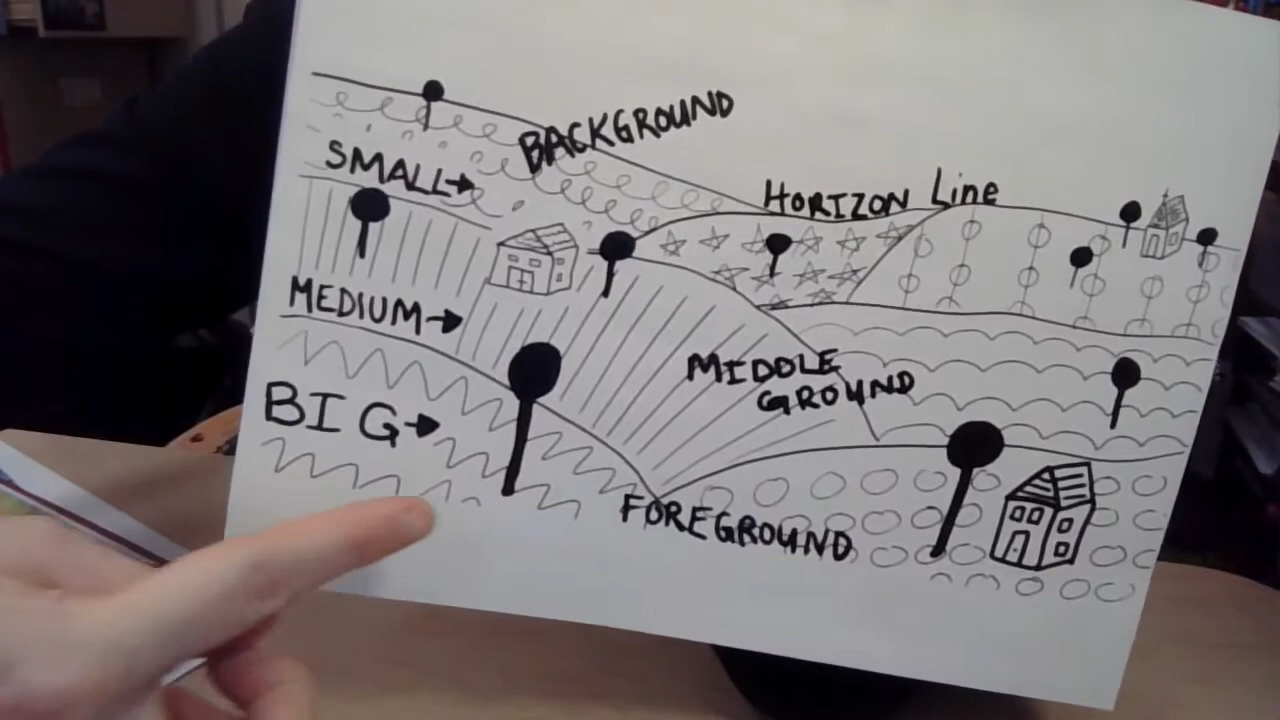 BACKGROUND
SMALL
HORIZON Line
MEDIUM
MIDDLE
GROUND
BIG
FOREGROUND